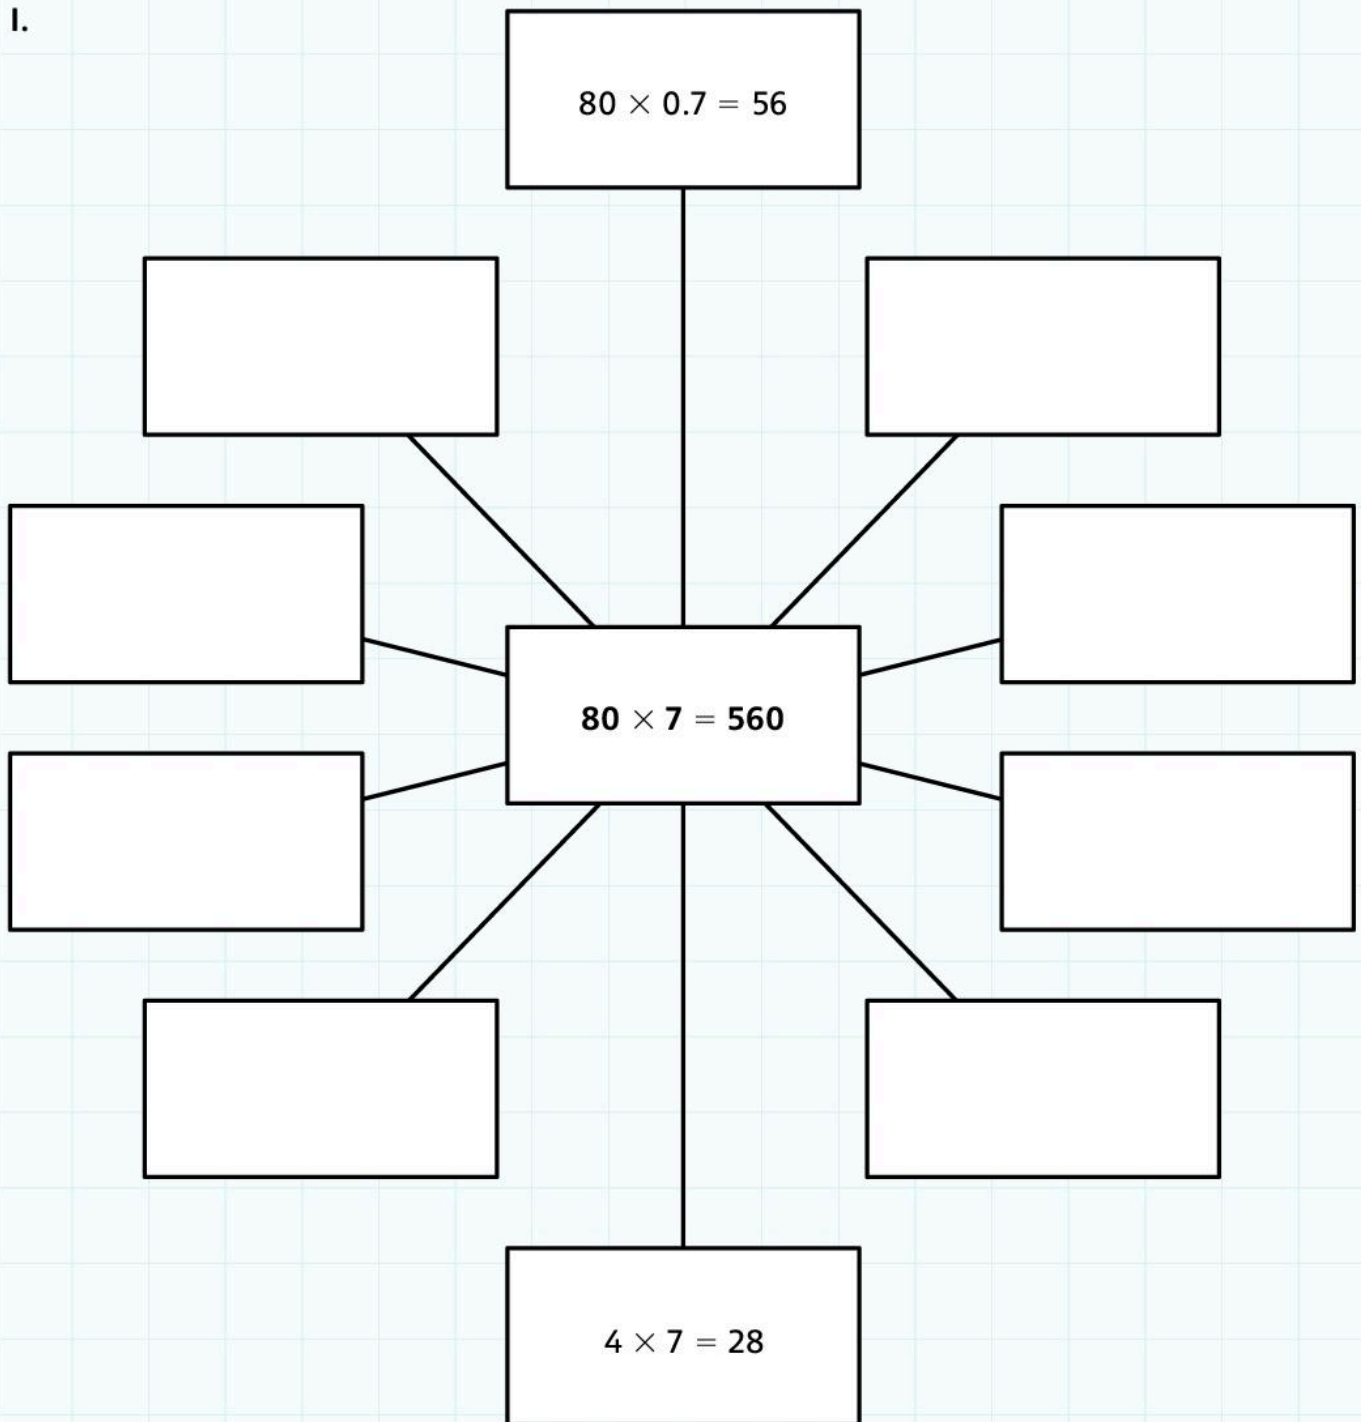 I.
80 × 0.7 = 56
80 × 7 = 560
4 × 7 = 28